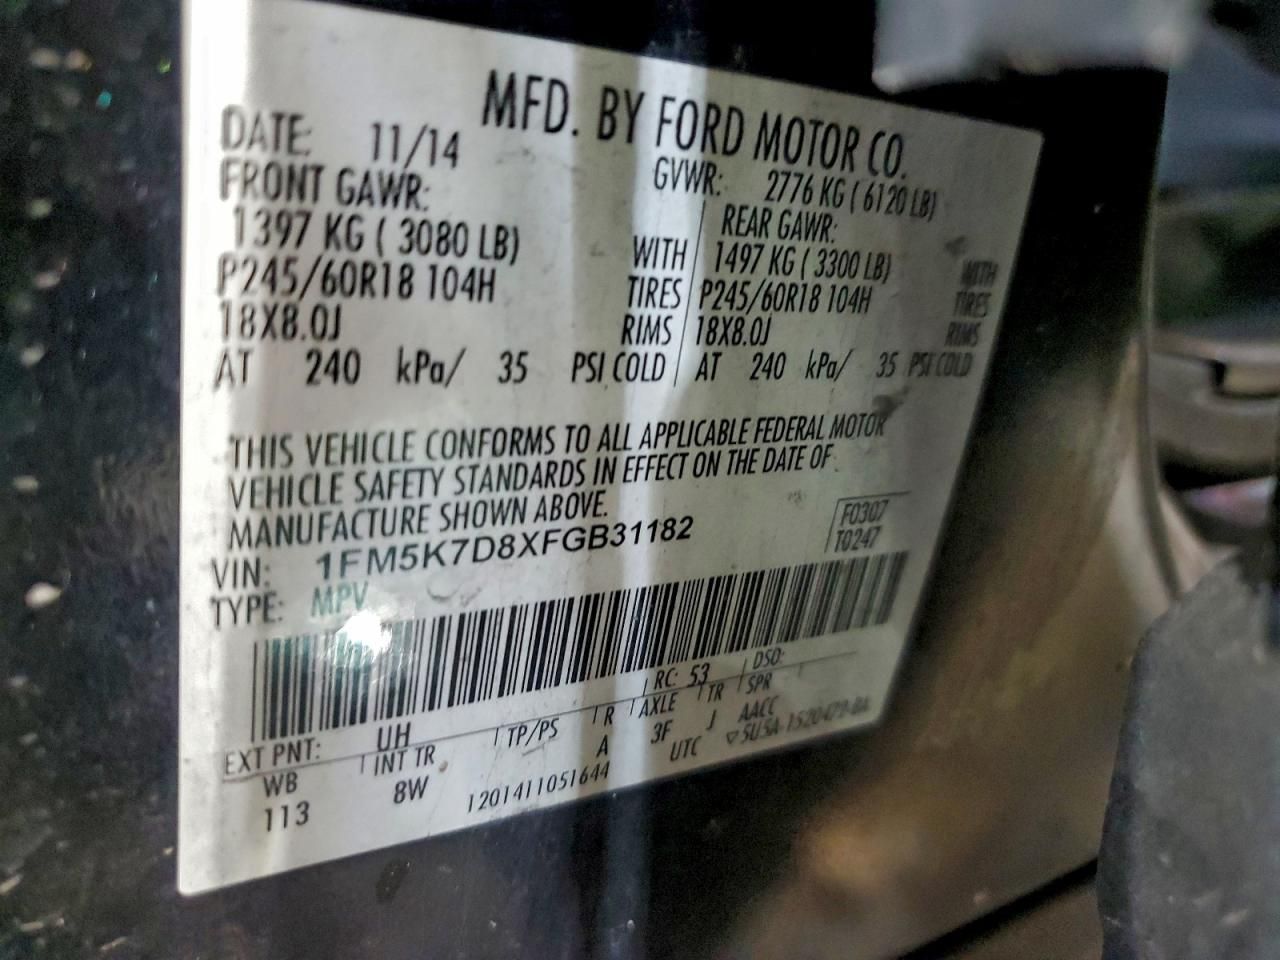 MFD. BY FORD MOTOR CO.
DATE: 11/14 GVWR: 2776 KG ( 6120 LB)
FRONT GAWR: REAR GAWR:
1397 KG ( 3080 LB) WITH 1497 KG ( 3300 LB) WITH
P245/60R18 104H TIRES P245/60R18 104H TIRES
18X8.0J RIMS 18X8.0J RIMS
AT 240 kPa/ 35 PSI COLD AT 240 kPa/ 35 PSI COLD
THIS VEHICLE CONFORMS TO ALL APPLICABLE FEDERAL MOTOR
VEHICLE SAFETY STANDARDS IN EFFECT ON THE DATE OF
MANUFACTURE SHOWN ABOVE.
F0307
T0247
VIN: 1FM5K7D8XFGB31182
TYPE: MPV
EXT PNT: UH RC: 53 DSO:
WB INT TR TP/PS R AXLE TR SPR
113 8W A 3F J AACC
1201411051644 UTC